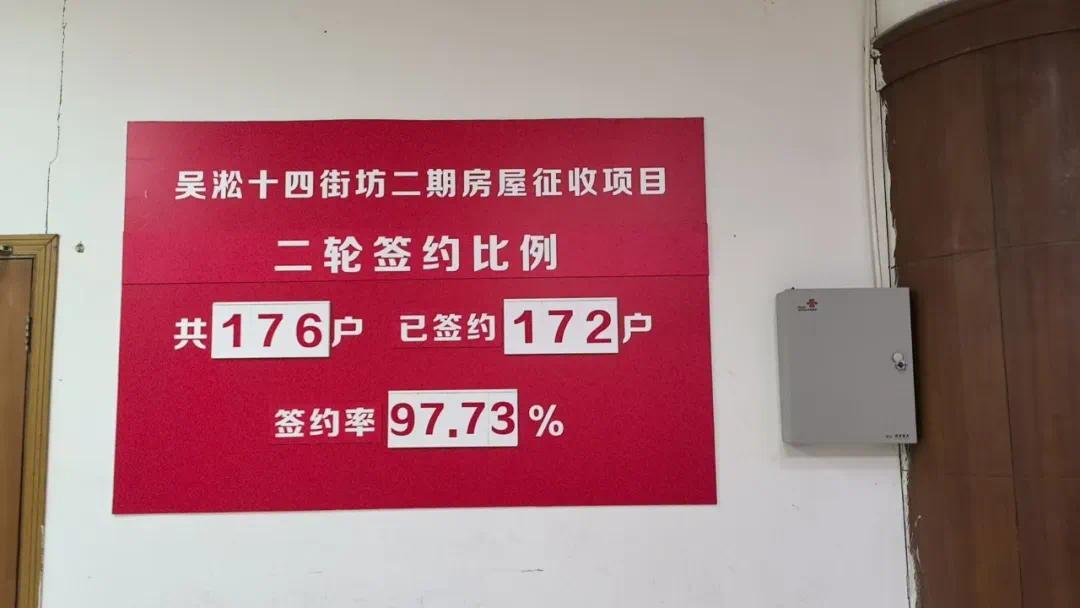 吴淞十四街坊二期房屋征收项目
二轮签约比例
共176户 已签约172户
签约率97.73%